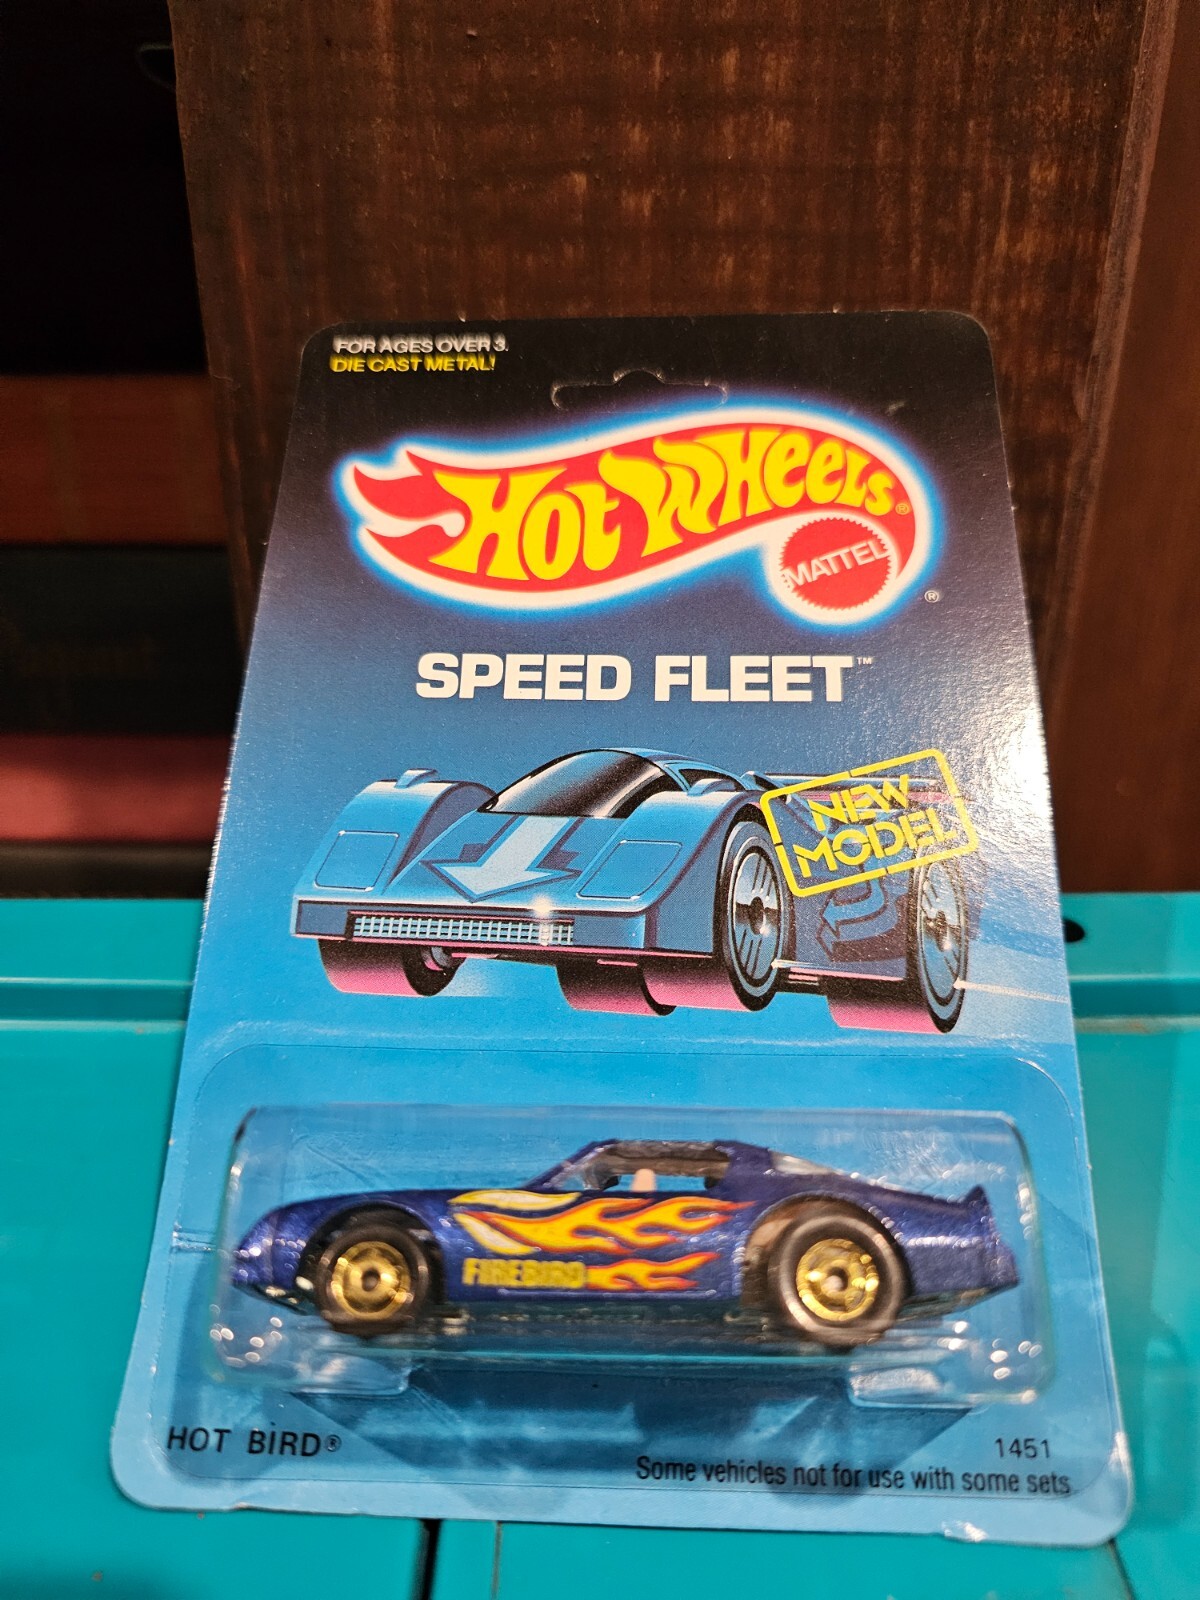 FOR AGES OVER 3.
DIE CAST METAL!
HOT WHEELS®
MATTEL
®
SPEED FLEET™
NEW
MODEL
FIREBIRD
HOT BIRD®
1451
Some vehicles not for use with some sets